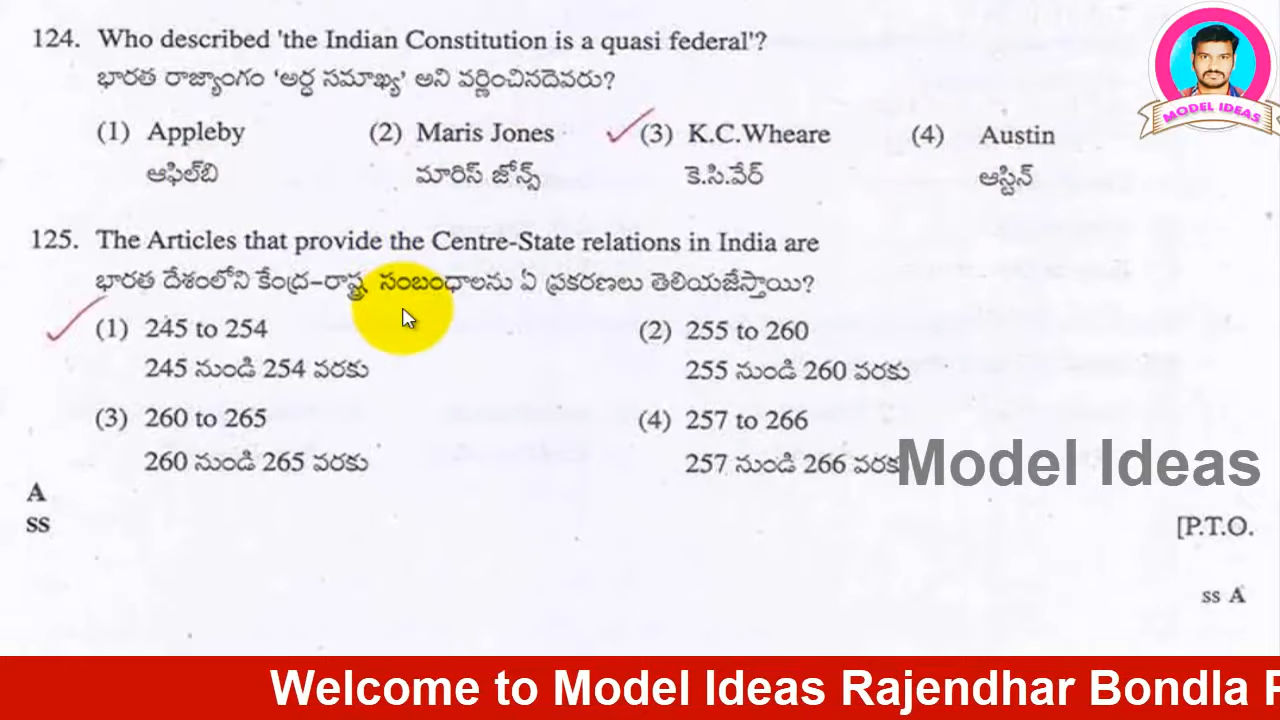 124. Who described 'the Indian Constitution is a quasi federal'?
భారత రాజ్యాంగం 'అర్ధ సమాఖ్య' అని వర్ణించినదెవరు?
(1) Appleby (2) Maris Jones (3) K.C.Wheare (4) Austin
ఆఫిల్‌బి మారిస్ జోన్స్ కె.సి.వేర్ ఆస్టిన్
125. The Articles that provide the Centre-State relations in India are
భారత దేశంలోని కేంద్ర-రాష్ట్ర సంబంధాలను ఏ ప్రకరణలు తెలియజేస్తాయి?
(1) 245 to 254 (2) 255 to 260
245 నుండి 254 వరకు 255 నుండి 260 వరకు
(3) 260 to 265 (4) 257 to 266
260 నుండి 265 వరకు 257 నుండి 266 వరకు
MODEL IDEAS
Model Ideas
A
SS
[P.T.O.
SS A
Welcome to Model Ideas Rajendhar Bondla